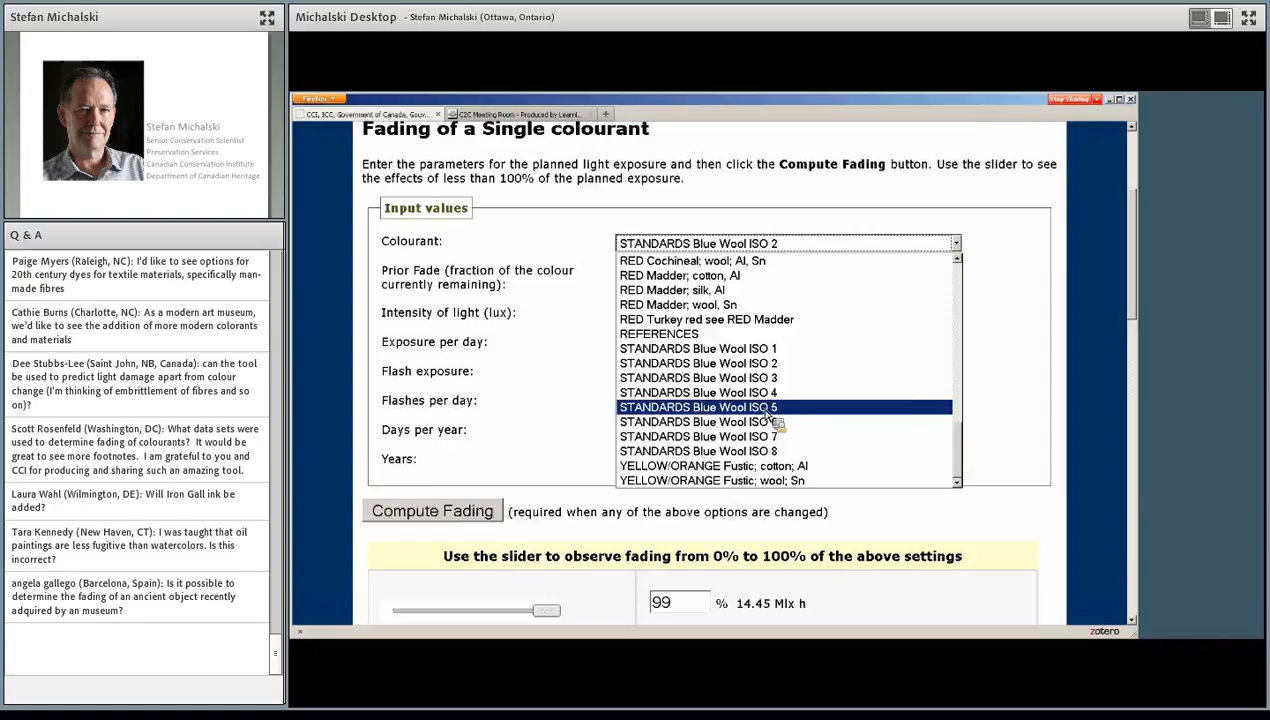 Stefan Michalski
Stefan Michalski
Senior Conservation Scientist
Preservation Services
Canadian Conservation Institute
Department of Canadian Heritage
Q & A
Paige Myers (Raleigh, NC): I'd like to see options for
20th century dyes for textile materials, specifically man-
made fibres
Cathie Burns (Charlotte, NC): As a modern art museum,
we'd like to see the addition of more modern colorants
and materials
Dee Stubbs-Lee (Saint John, NB, Canada): can the tool
be used to predict light damage apart from colour
change (I'm thinking of embrittlement of fibres and so
on)?
Scott Rosenfeld (Washington, DC): What data sets were
used to determine fading of colourants?  It would be
great to see more footnotes.  I am grateful to you and
CCI for producing and sharing such an amazing tool.
Laura Wahl (Wilmington, DE): Will Iron Gall ink be
added?
Tara Kennedy (New Haven, CT): I was taught that oil
paintings are less fugitive than watercolors. Is this
incorrect?
angela gallego (Barcelona, Spain): Is it possible to
determine the fading of an ancient object recently
adquired by an museum?
Michalski Desktop - Stefan Michalski (Ottawa, Ontario)
Firefox
Stop Sharing
CCI, ICC, Government of Canada, Gouv...
C2C Meeting Room - Produced by Learni...
Fading of a Single colourant
Enter the parameters for the planned light exposure and then click the Compute Fading button. Use the slider to see
the effects of less than 100% of the planned exposure.
Input values
Colourant:
STANDARDS Blue Wool ISO 2
Prior Fade (fraction of the colour
currently remaining):
Intensity of light (lux):
Exposure per day:
Flash exposure:
Flashes per day:
Days per year:
Years:
RED Cochineal; wool; Al, Sn
RED Madder; cotton, Al
RED Madder; silk, Al
RED Madder; wool, Sn
RED Turkey red see RED Madder
REFERENCES
STANDARDS Blue Wool ISO 1
STANDARDS Blue Wool ISO 2
STANDARDS Blue Wool ISO 3
STANDARDS Blue Wool ISO 4
STANDARDS Blue Wool ISO 5
STANDARDS Blue Wool ISO
STANDARDS Blue Wool ISO 7
STANDARDS Blue Wool ISO 8
YELLOW/ORANGE Fustic; cotton; Al
YELLOW/ORANGE Fustic; wool; Sn
Compute Fading (required when any of the above options are changed)
Use the slider to observe fading from 0% to 100% of the above settings
99 % 14.45 Mlx h
zotero